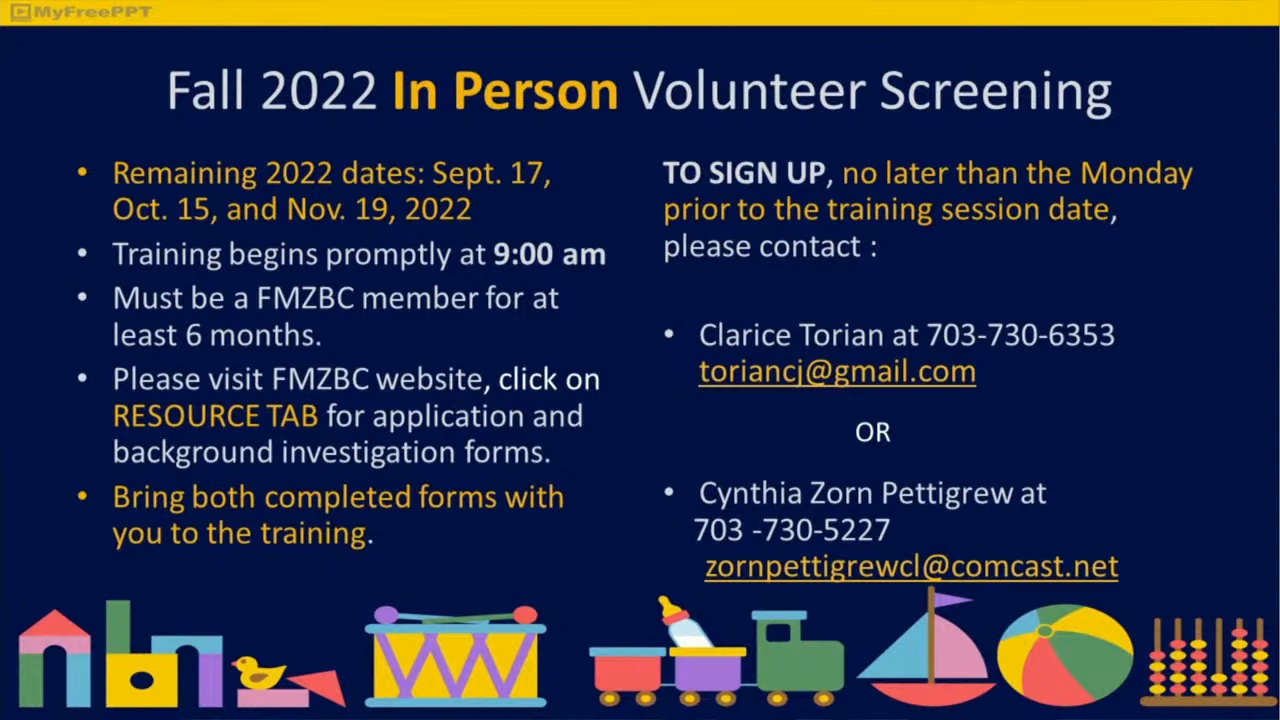 MyFreePPT
Fall 2022 In Person Volunteer Screening
• Remaining 2022 dates: Sept. 17,
Oct. 15, and Nov. 19, 2022
• Training begins promptly at 9:00 am
• Must be a FMZBC member for at
least 6 months.
• Please visit FMZBC website, click on
RESOURCE TAB for application and
background investigation forms.
• Bring both completed forms with
you to the training.
TO SIGN UP, no later than the Monday
prior to the training session date,
please contact :
• Clarice Torian at 703-730-6353
toriancj@gmail.com
OR
• Cynthia Zorn Pettigrew at
703 -730-5227
zornpettigrewcl@comcast.net